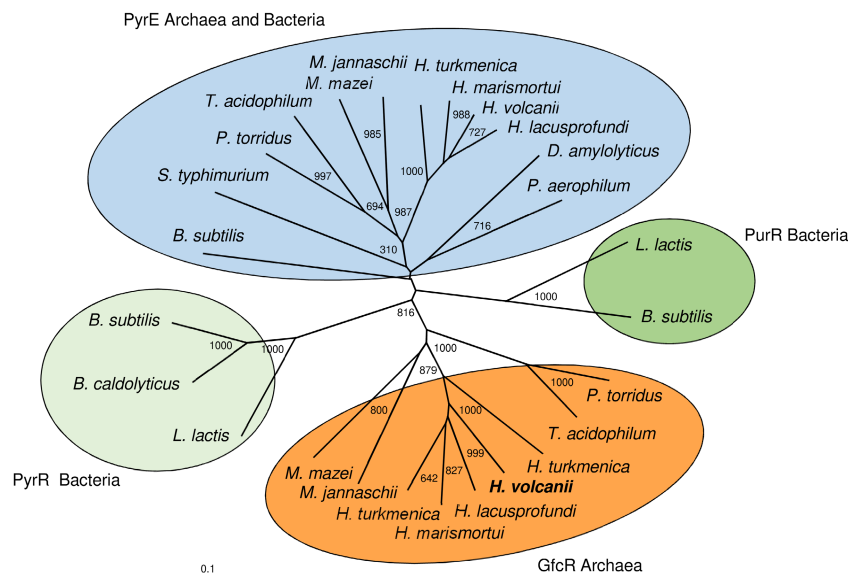 PyrE Archaea and Bacteria
M. jannaschii
H. turkmenica
M. mazei
H. marismortui
T. acidophilum
H. volcanii
P. torridus
H. lacusprofundi
D. amylolyticus
S. typhimurium
P. aerophilum
B. subtilis
988
985
727
1000
997
694
987
716
310
PurR Bacteria
L. lactis
1000
B. subtilis
816
B. subtilis
1000
1000
B. caldolyticus
L. lactis
PyrR Bacteria
1000
879
1000
P. torridus
800
1000
T. acidophilum
999
H. turkmenica
M. mazei
642
827
H. volcanii
M. jannaschii
H. lacusprofundi
H. turkmenica
H. marismortui
GfcR Archaea
0.1